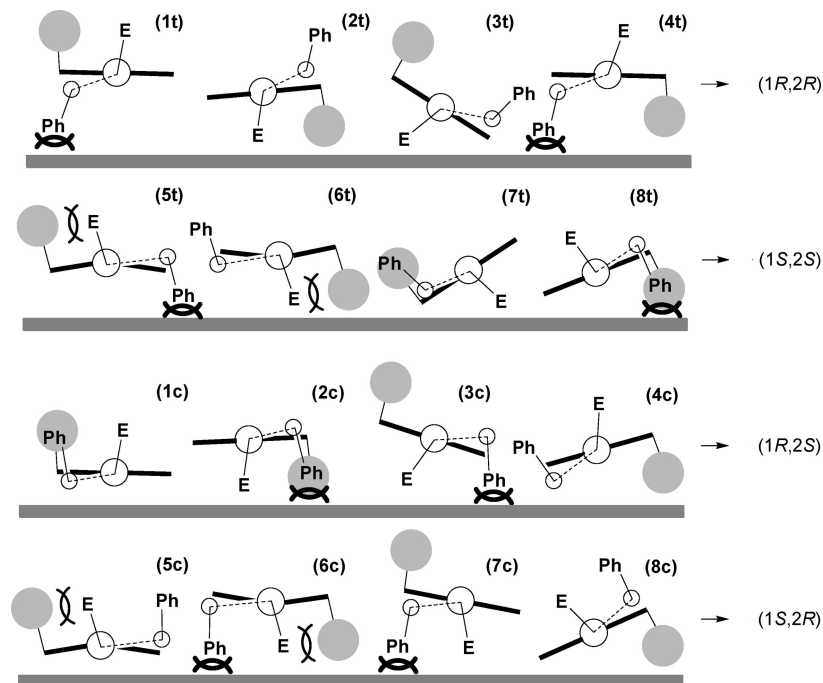 (1t) (2t) (3t) (4t)
E Ph
Ph
(1R,2R)
E
Ph E E Ph
(5t) (6t) (7t) (8t)
Ph
E E
Ph (1S,2S)
Ph E E Ph
(1c) (2c) (3c) (4c)
E
Ph E Ph (1R,2S)
E Ph E Ph
(5c) (6c) (7c) (8c)
Ph
E Ph E
(1S,2R)
Ph E Ph E